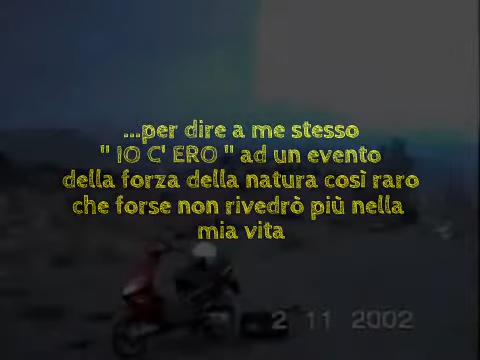 ...per dire a me stesso
" IO C' ERO " ad un evento
della forza della natura così raro
che forse non rivedrò più nella
mia vita
2 11 2002